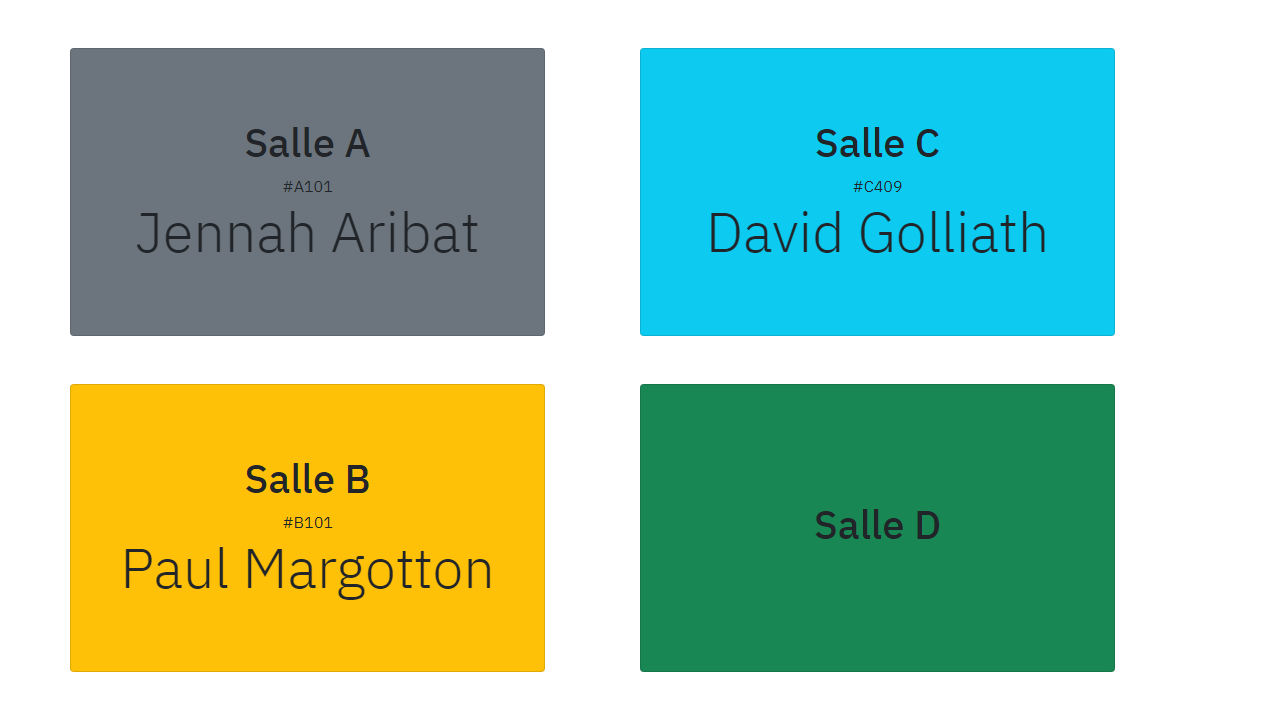 Salle A
#A101
Jennah Aribat
Salle C
#C409
David Golliath
Salle B
#B101
Paul Margotton
Salle D